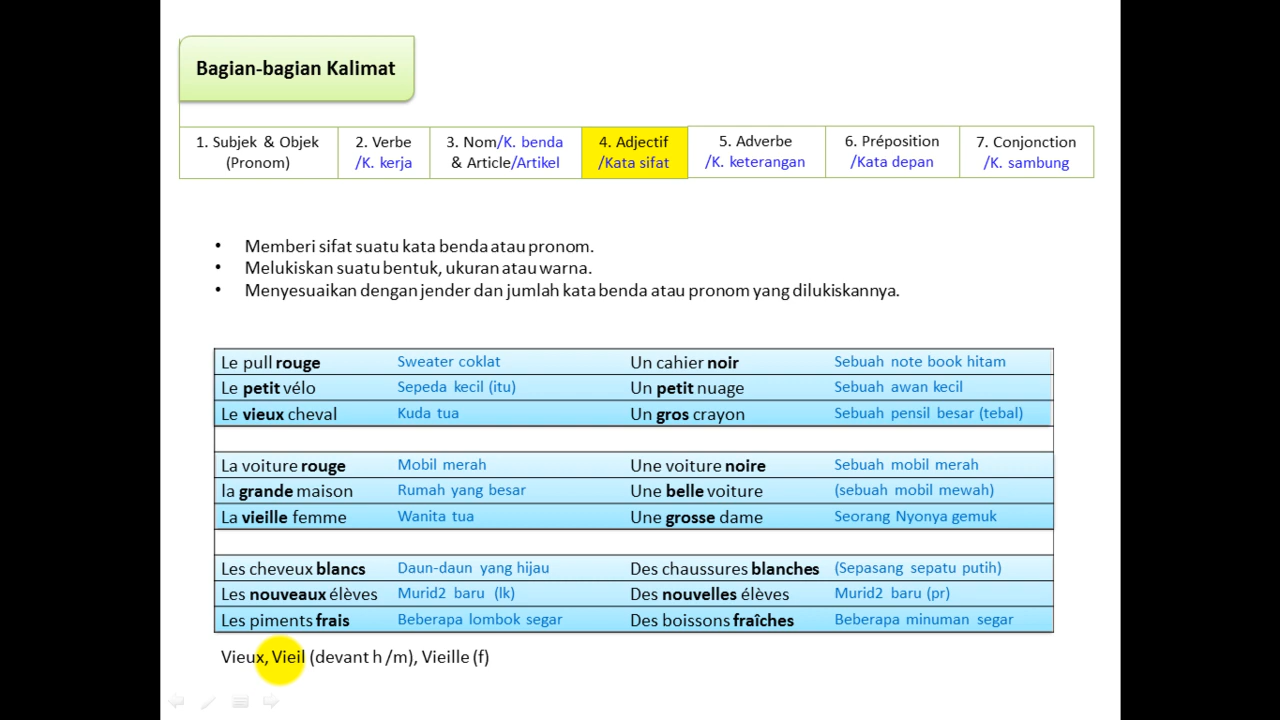 Bagian-bagian Kalimat
1. Subjek & Objek (Pronom)
2. Verbe /K. kerja
3. Nom/K. benda & Article/Artikel
4. Adjectif /Kata sifat
5. Adverbe /K. keterangan
6. Préposition /Kata depan
7. Conjonction /K. sambung
• Memberi sifat suatu kata benda atau pronom.
• Melukiskan suatu bentuk, ukuran atau warna.
• Menyesuaikan dengan jender dan jumlah kata benda atau pronom yang dilukiskannya.
Le pull rouge Sweater coklat Un cahier noir Sebuah note book hitam
Le petit vélo Sepeda kecil (itu) Un petit nuage Sebuah awan kecil
Le vieux cheval Kuda tua Un gros crayon Sebuah pensil besar (tebal)
La voiture rouge Mobil merah Une voiture noire Sebuah mobil merah
la grande maison Rumah yang besar Une belle voiture (sebuah mobil mewah)
La vieille femme Wanita tua Une grosse dame Seorang Nyonya gemuk
Les cheveux blancs Daun-daun yang hijau Des chaussures blanches (Sepasang sepatu putih)
Les nouveaux élèves Murid2 baru (lk) Des nouvelles élèves Murid2 baru (pr)
Les piments frais Beberapa lombok segar Des boissons fraîches Beberapa minuman segar
Vieux, Vieil (devant h /m), Vieille (f)